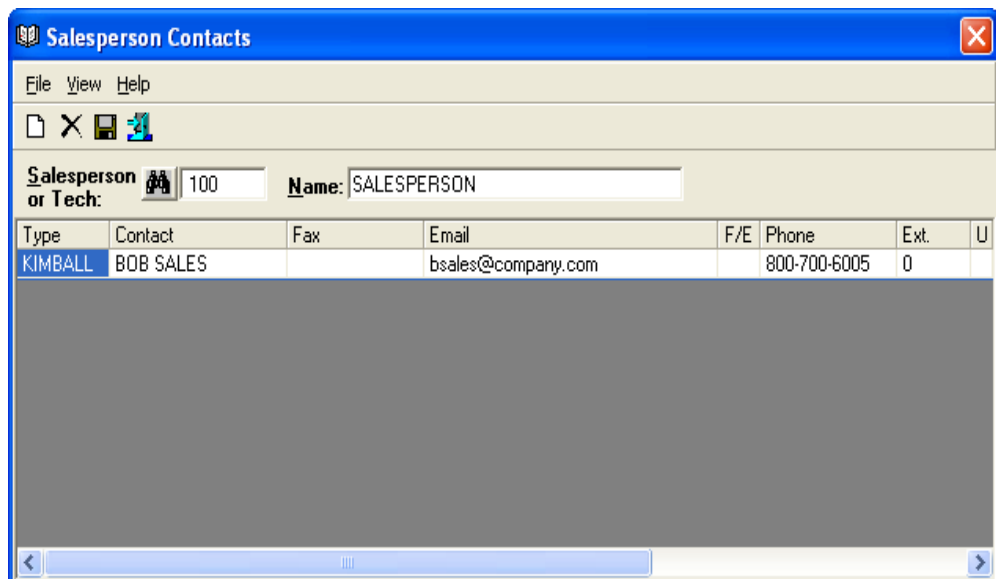 Salesperson Contacts
File View Help
Salesperson or Tech: 100 Name: SALESPERSON
Type Contact Fax Email F/E Phone Ext. U
KIMBALL BOB SALES bsales@company.com 800-700-6005 0